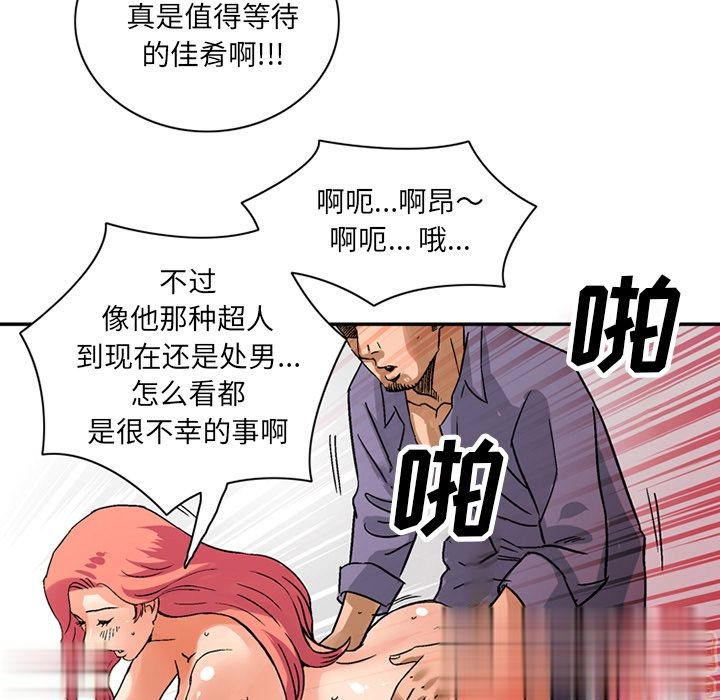 真是值得等待
的佳肴啊!!!
啊呃...啊昂～
啊呃... 哦...
不过
像他那种超人
到现在还是处男...
怎么看都
是很不幸的事啊
啪
啪